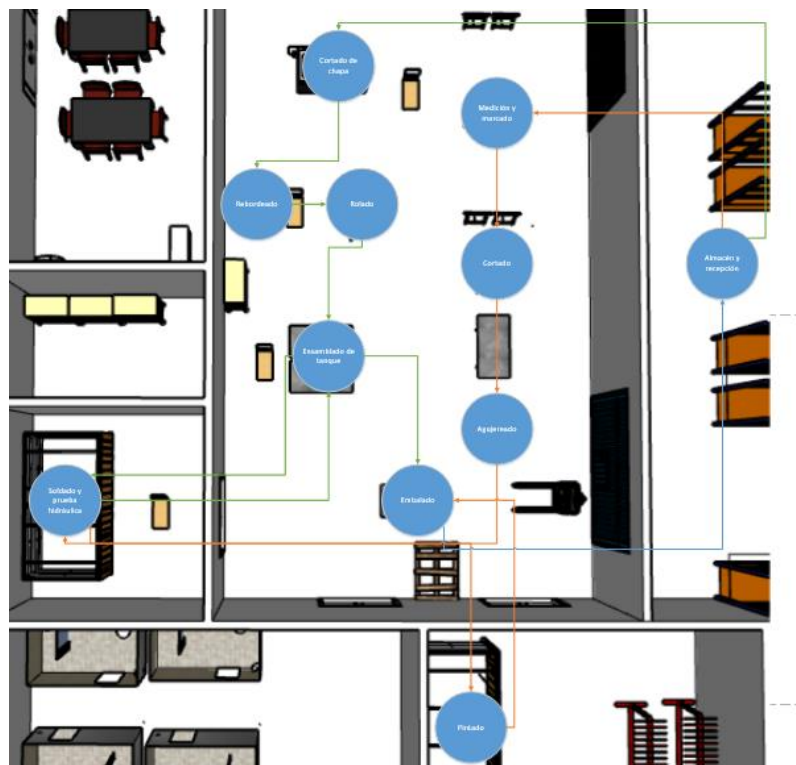 Cortado de
chapa
Medición y
marcado
Rebordeado
Rolado
Cortado
Almacén y
recepción
Ensamblado de
tanque
Agujereado
Soldado y
prueba
hidráulica
Embalado
Pintado